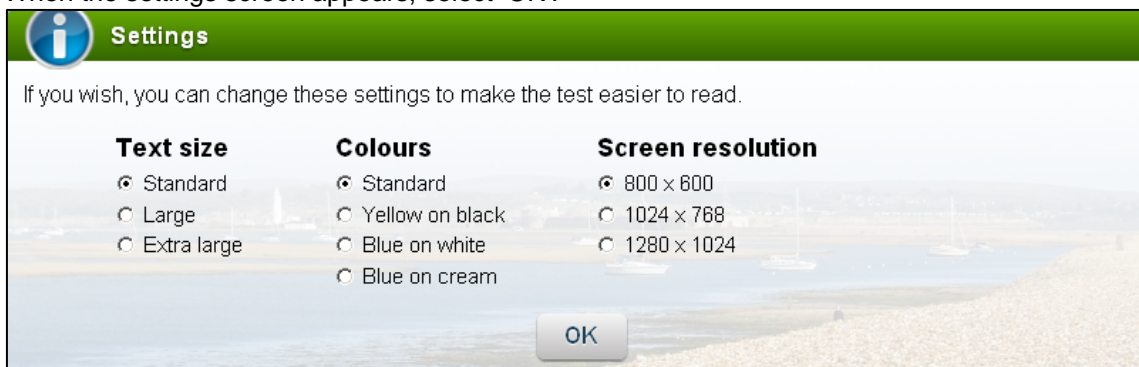 When the settings screen appears, select 'OK'.
Settings
If you wish, you can change these settings to make the test easier to read.
Text size Colours Screen resolution
Standard Standard 800 x 600
Large Yellow on black 1024 x 768
Extra large Blue on white 1280 x 1024
Blue on cream
OK